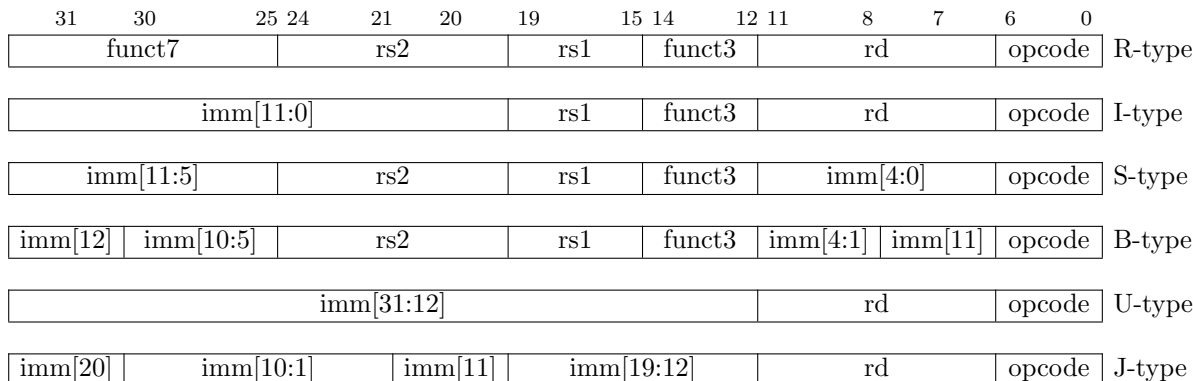 31 30 25 24 21 20 19 15 14 12 11 8 7 6 0
funct7 rs2 rs1 funct3 rd opcode R-type
imm[11:0] rs1 funct3 rd opcode I-type
imm[11:5] rs2 rs1 funct3 imm[4:0] opcode S-type
imm[12] imm[10:5] rs2 rs1 funct3 imm[4:1] imm[11] opcode B-type
imm[31:12] rd opcode U-type
imm[20] imm[10:1] imm[11] imm[19:12] rd opcode J-type